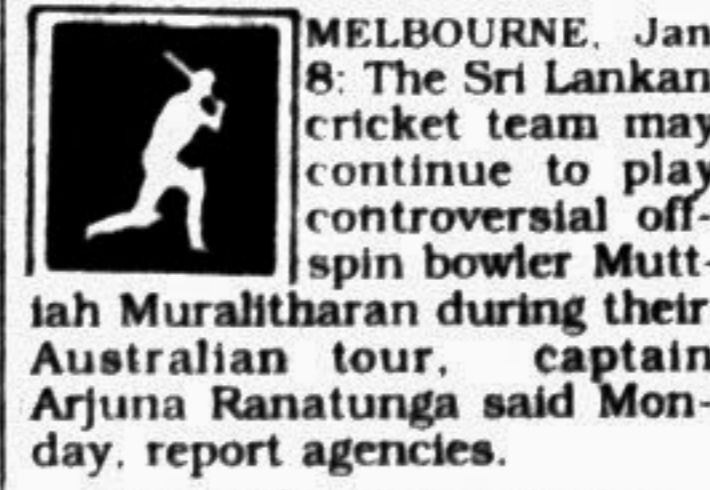 MELBOURNE, Jan
8: The Sri Lankan
cricket team may
continue to play
controversial off-
spin bowler Mutt-
iah Muralitharan during their
Australian tour, captain
Arjuna Ranatunga said Mon-
day, report agencies.